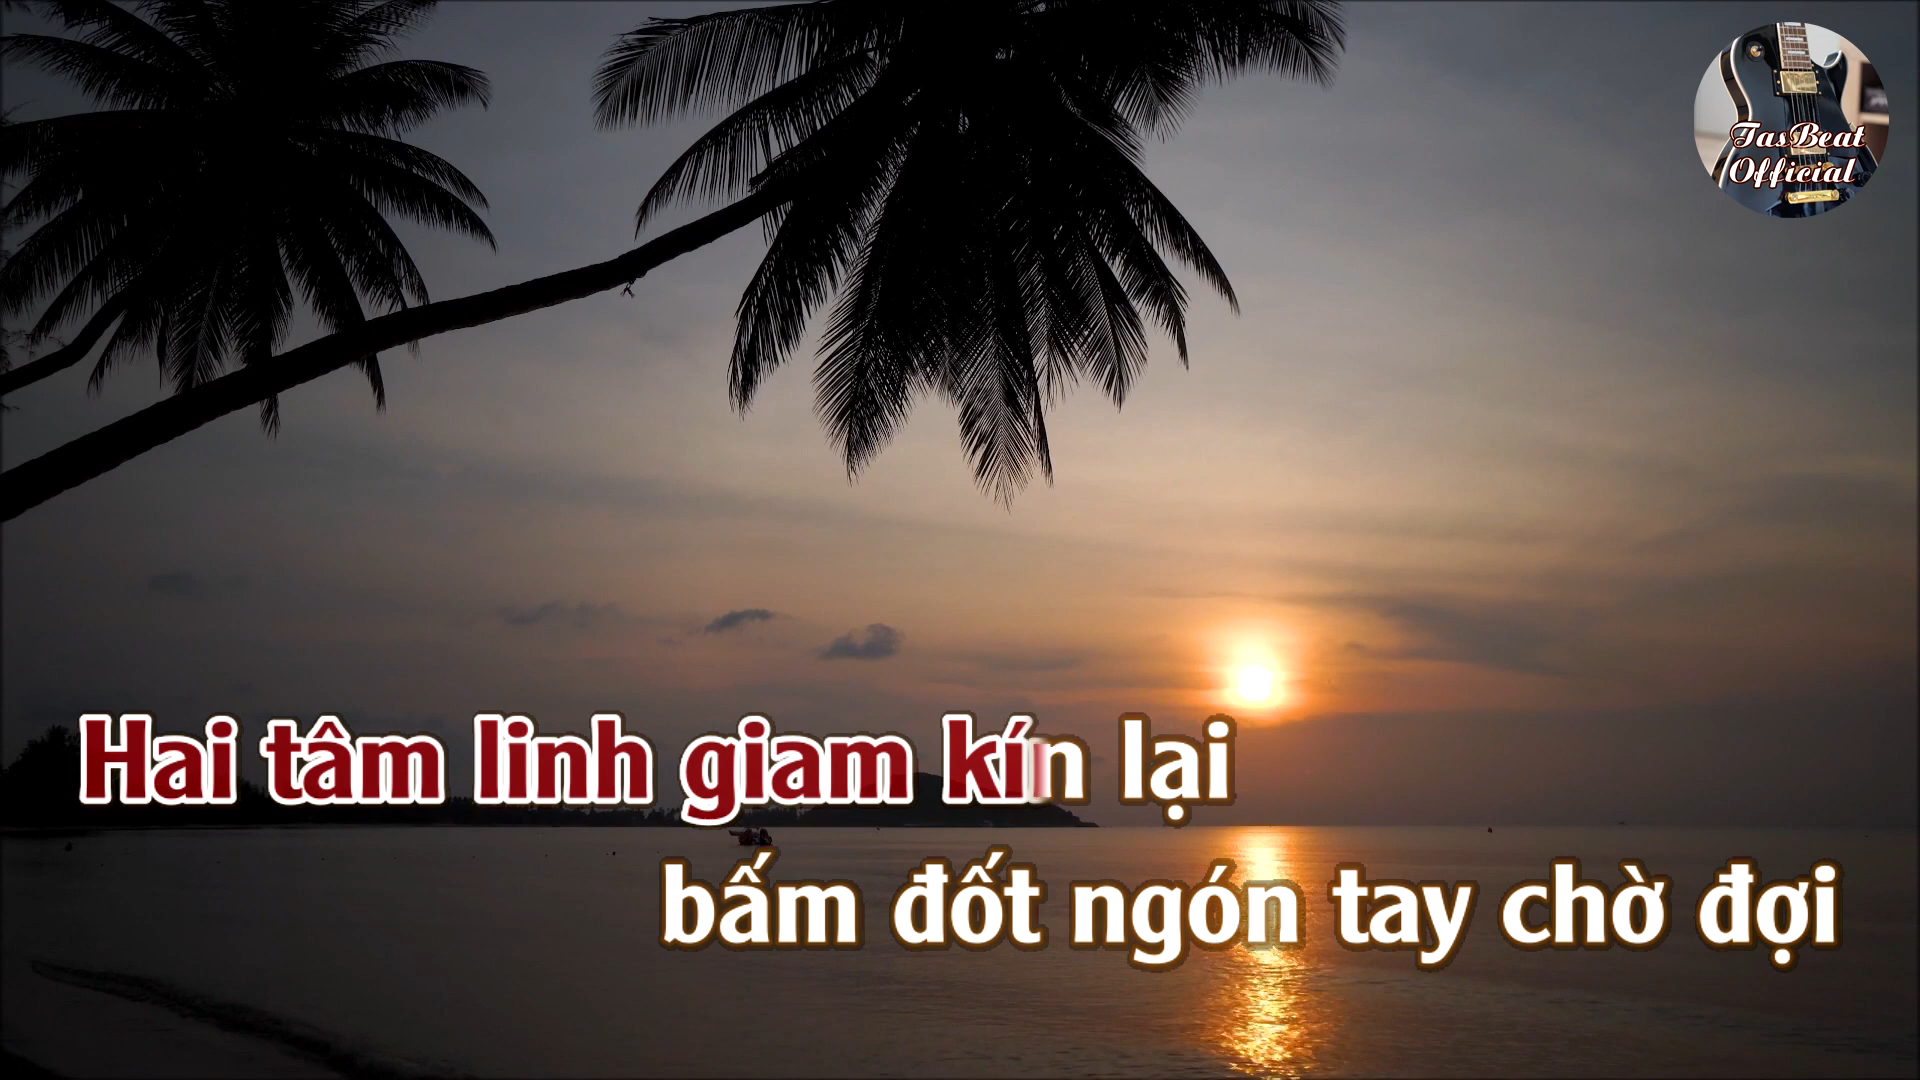 TasBeat
Official
Hai tâm linh giam kín lại
bấm đốt ngón tay chờ đợi